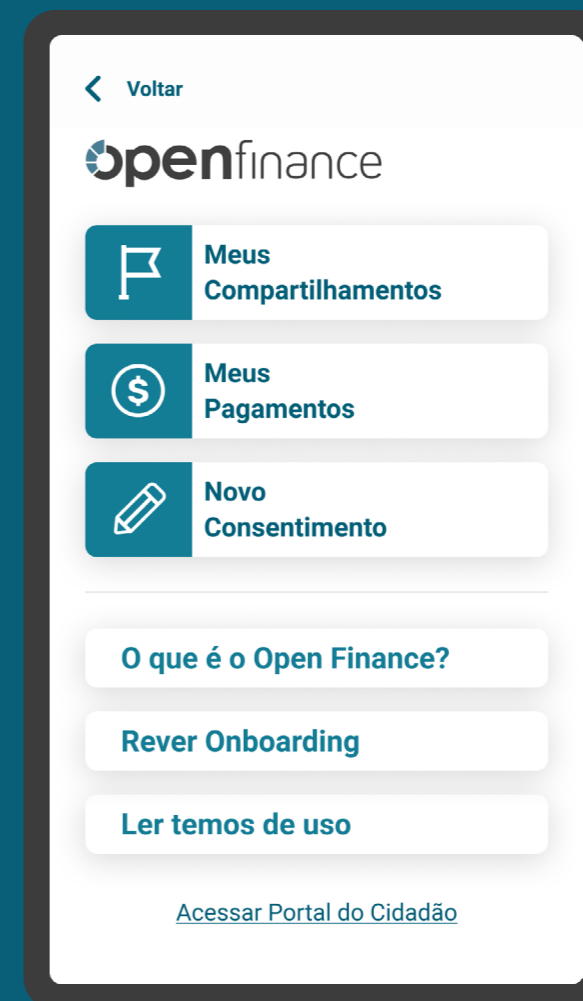 Voltar
openfinance
Meus
Compartilhamentos
Meus
Pagamentos
Novo
Consentimento
O que é o Open Finance?
Rever Onboarding
Ler temos de uso
Acessar Portal do Cidadão